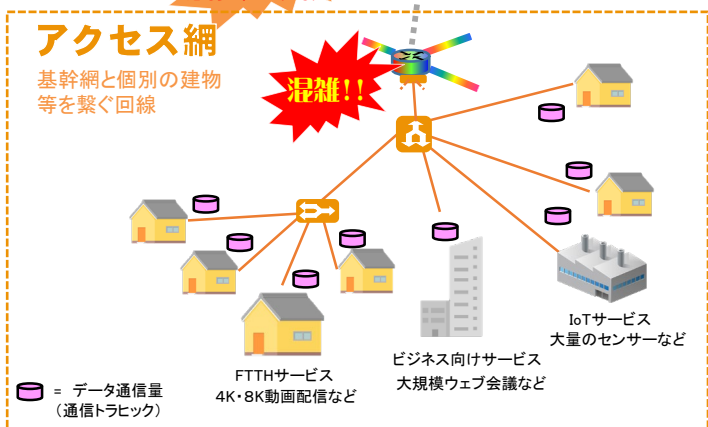 アクセス網
基幹網と個別の建物
等を繋ぐ回線
混雑!!
IoTサービス
大量のセンサーなど
ビジネス向けサービス
大規模ウェブ会議など
FTTHサービス
4K・8K動画配信など
= データ通信量
(通信トラヒック)